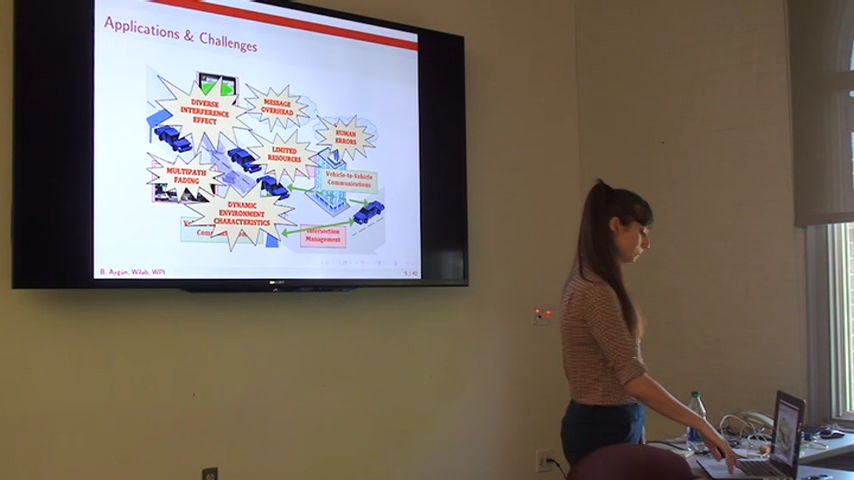 Applications & Challenges
DIVERSE
INTERFERENCE
EFFECT
MESSAGE
OVERHEAD
HUMAN
ERRORS
LIMITED
RESOURCES
MULTIPATH
FADING
Vehicle-to-Vehicle
Communications
DYNAMIC
ENVIRONMENT
CHARACTERISTICS
Intersection
Management
B. Aygün, Wilab, WPI